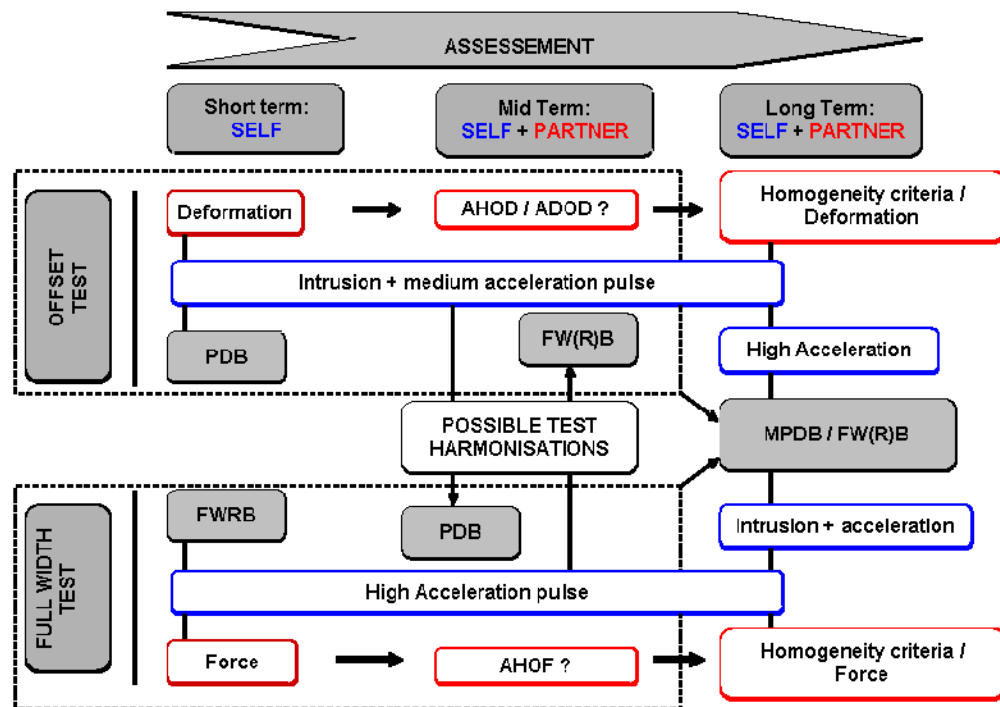 ASSESSEMENT
Short term:
SELF
Mid Term:
SELF + PARTNER
Long Term:
SELF + PARTNER
OFFSET
TEST
Deformation
AHOD / ADOD ?
Homogeneity criteria /
Deformation
Intrusion + medium acceleration pulse
PDB
FW(R)B
High Acceleration
POSSIBLE TEST
HARMONISATIONS
MPDB / FW(R)B
FULL WIDTH
TEST
FWRB
PDB
Intrusion + acceleration
High Acceleration pulse
Force
AHOF ?
Homogeneity criteria /
Force